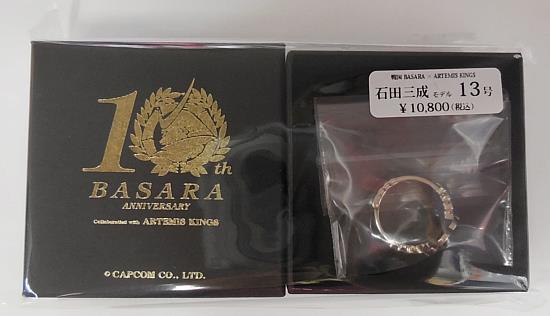 10th
BASARA
ANNIVERSARY
Collaborated with ARTEMIS KINGS
© CAPCOM CO., LTD.
戦国 BASARA × ARTEMIS KINGS
石田三成 モデル 13号
¥10,800(税込)